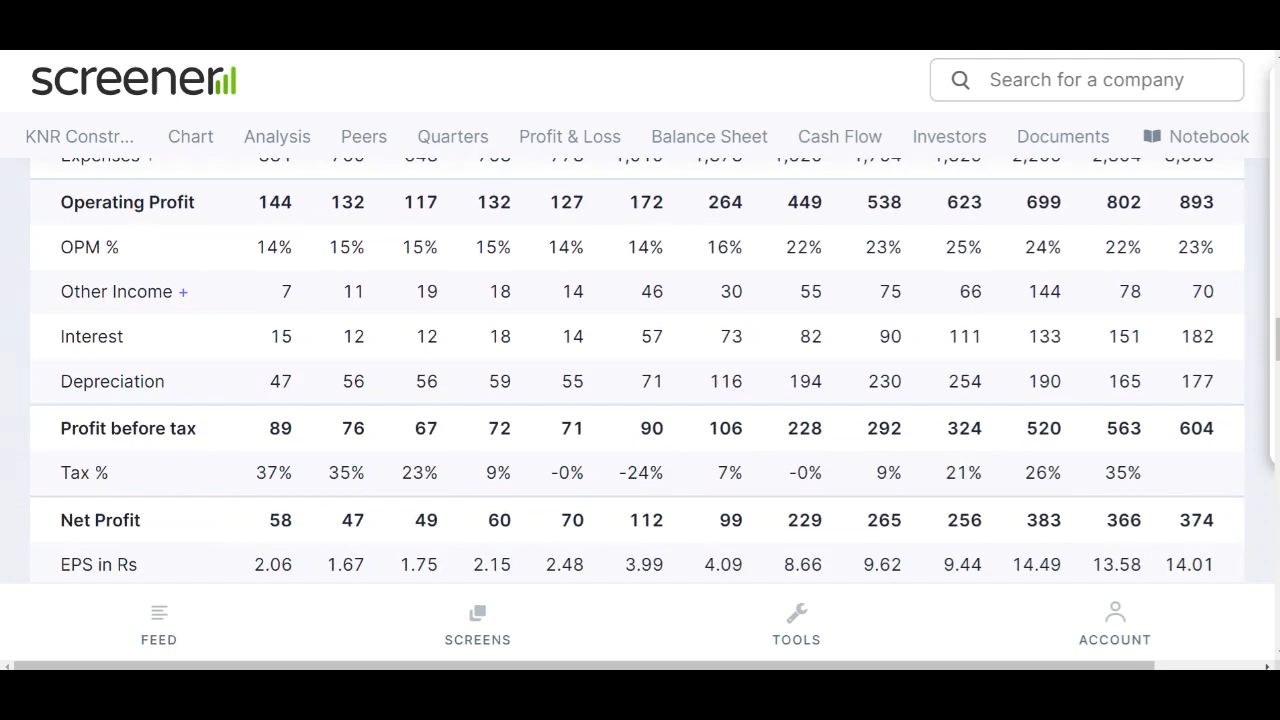 screener
Search for a company
KNR Constr... Chart Analysis Peers Quarters Profit & Loss Balance Sheet Cash Flow Investors Documents Notebook
Expenses +
Operating Profit 144 132 117 132 127 172 264 449 538 623 699 802 893
OPM % 14% 15% 15% 15% 14% 14% 16% 22% 23% 25% 24% 22% 23%
Other Income + 7 11 19 18 14 46 30 55 75 66 144 78 70
Interest 15 12 12 18 14 57 73 82 90 111 133 151 182
Depreciation 47 56 56 59 55 71 116 194 230 254 190 165 177
Profit before tax 89 76 67 72 71 90 106 228 292 324 520 563 604
Tax % 37% 35% 23% 9% -0% -24% 7% -0% 9% 21% 26% 35%
Net Profit 58 47 49 60 70 112 99 229 265 256 383 366 374
EPS in Rs 2.06 1.67 1.75 2.15 2.48 3.99 4.09 8.66 9.62 9.44 14.49 13.58 14.01
FEED SCREENS TOOLS ACCOUNT